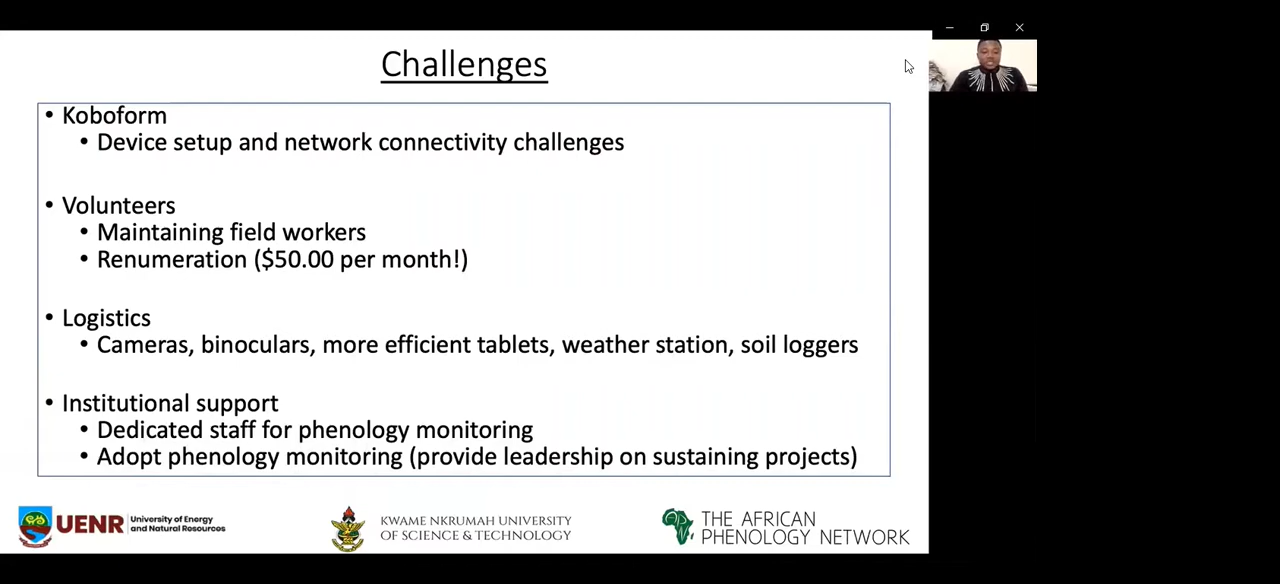 Challenges
• Koboform
• Device setup and network connectivity challenges
• Volunteers
• Maintaining field workers
• Renumeration ($50.00 per month!)
• Logistics
• Cameras, binoculars, more efficient tablets, weather station, soil loggers
• Institutional support
• Dedicated staff for phenology monitoring
• Adopt phenology monitoring (provide leadership on sustaining projects)
UENR
University of Energy
and Natural Resources
KWAME NKRUMAH UNIVERSITY
OF SCIENCE & TECHNOLOGY
APN
THE AFRICAN
PHENOLOGY NETWORK